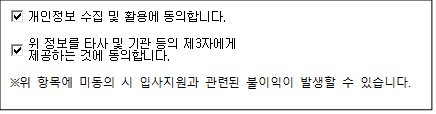 개인정보 수집 및 활용에 동의합니다.
위 정보를 타사 및 기관 등의 제3자에게
제공하는 것에 동의합니다.
※위 항목에 미동의 시 입사지원과 관련된 불이익이 발생할 수 있습니다.